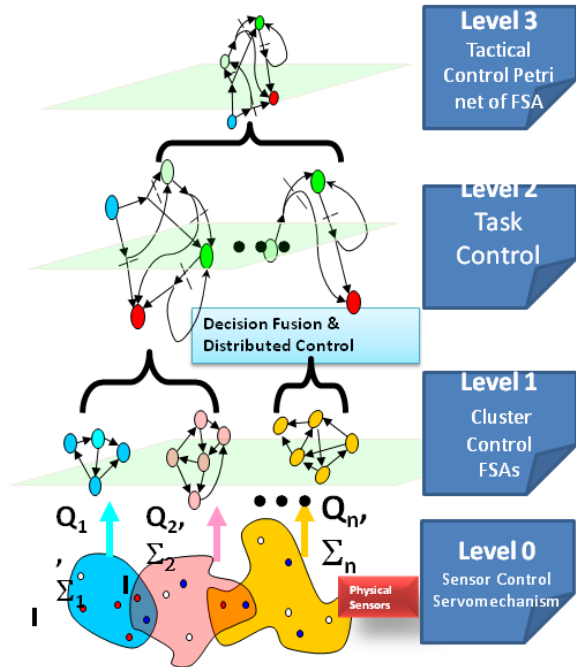 Level 3
Tactical
Control Petri
net of FSA
Level 2
Task
Control
Decision Fusion &
Distributed Control
Level 1
Cluster
Control
FSAs
Q1
, Σ1
Q2,
Σ2
Qn,
Σn
I
I
Physical
Sensors
Level 0
Sensor Control
Servomechanism